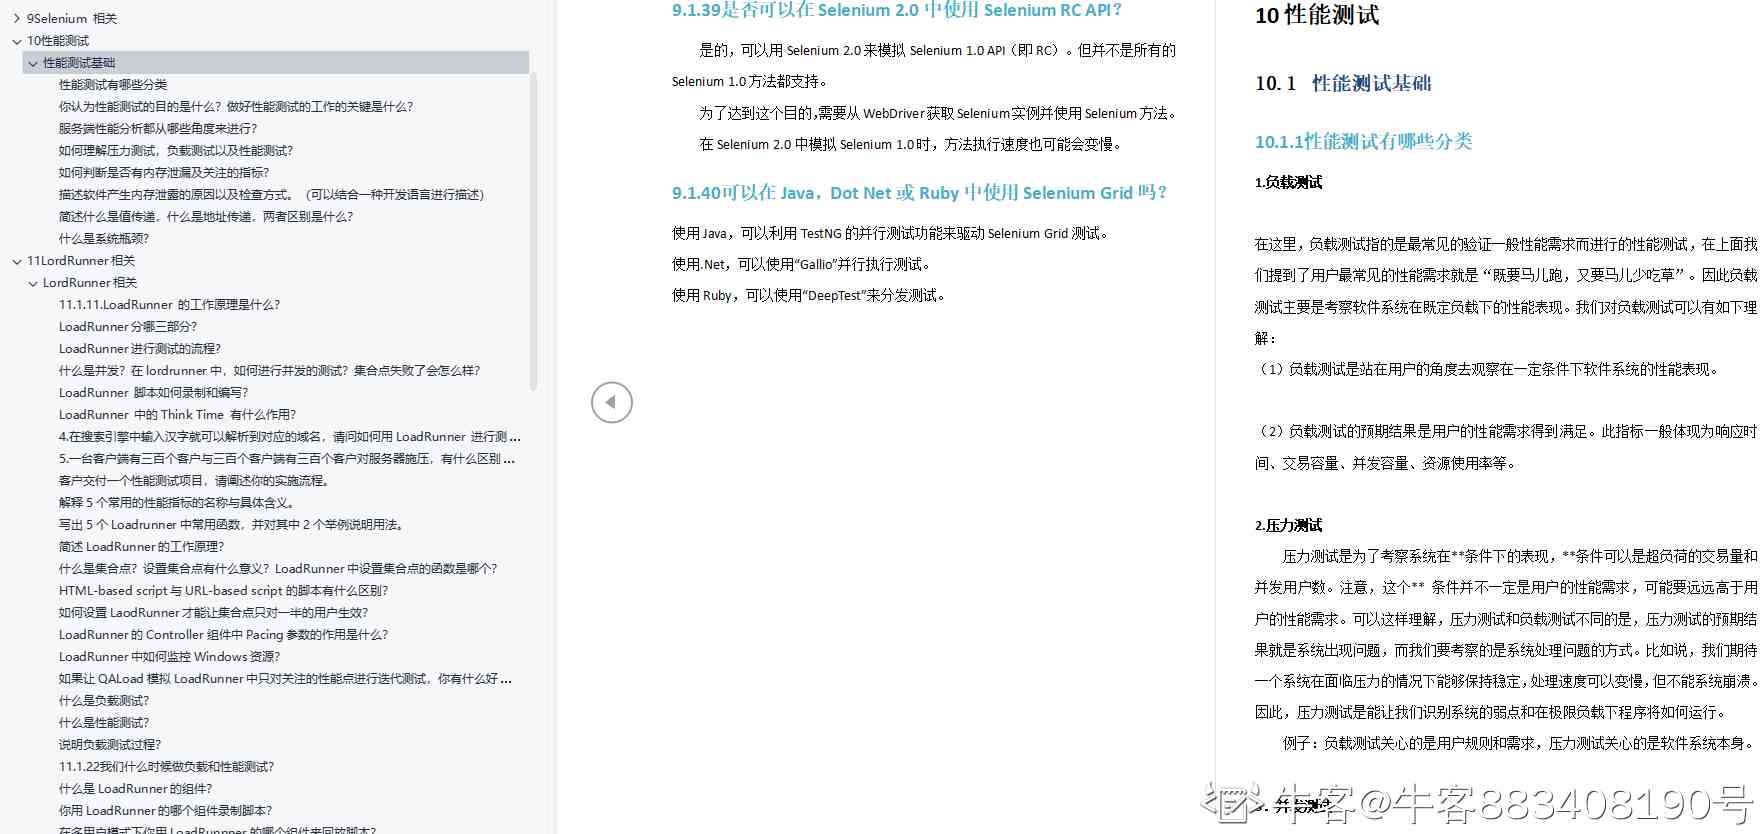 9Selenium 相关
10性能测试
性能测试基础
性能测试有哪些分类
你认为性能测试的目的是什么？做好性能测试的工作的关键是什么？
服务端性能分析都从哪些角度来进行？
如何理解压力测试，负载测试以及性能测试？
如何判断是否有内存泄漏及关注的指标？
描述软件产生内存泄露的原因以及检查方式。（可以结合一种开发语言进行描述）
简述什么是值传递，什么是地址传递，两者区别是什么？
什么是系统瓶颈？
11LordRunner 相关
LordRunner 相关
11.1.11.LoadRunner 的工作原理是什么？
LoadRunner 分哪三部分？
LoadRunner 进行测试的流程？
什么是并发？在 lordrunner 中，如何进行并发的测试？集合点失败了会怎么样？
LoadRunner 脚本如何录制和编写？
LoadRunner 中的 Think Time 有什么作用？
4.在搜索引擎中输入汉字就可以解析到对应的域名，请问如何用 LoadRunner 进行测 ...
5.一台客户端有三百个客户与三百个客户端有三百个客户对服务器施压，有什么区别 ...
客户交付一个性能测试项目，请阐述你的实施流程。
解释 5 个常用的性能指标的名称与具体含义。
写出 5 个 Loadrunner 中常用函数，并对其中 2 个举例说明用法。
简述 LoadRunner 的工作原理？
什么是集合点？设置集合点有什么意义？LoadRunner 中设置集合点的函数是哪个？
HTML-based script 与 URL-based script 的脚本有什么区别？
如何设置 LaodRunner 才能让集合点只对一半的用户生效？
LoadRunner 的 Controller 组件中 Pacing 参数的作用是什么？
LoadRunner 中如何监控 Windows 资源？
如果让 QALoad 模拟 LoadRunner 中只对关注的性能点进行迭代测试，你有什么好 ...
什么是负载测试？
什么是性能测试？
说明负载测试过程？
11.1.22我们什么时候做负载和性能测试？
什么是 LoadRunner 的组件？
你用 LoadRunner 的哪个组件录制脚本？
在多用户模式下你用 LoadRunnner 的哪个组件来回放脚本？
9.1.39是否可以在 Selenium 2.0 中使用 Selenium RC API？
是的，可以用 Selenium 2.0 来模拟 Selenium 1.0 API（即 RC）。但并不是所有的
Selenium 1.0 方法都支持。
为了达到这个目的，需要从 WebDriver 获取 Selenium 实例并使用 Selenium 方法。
在 Selenium 2.0 中模拟 Selenium 1.0 时，方法执行速度也可能会变慢。
9.1.40可以在 Java，Dot Net 或 Ruby 中使用 Selenium Grid 吗？
使用 Java，可以利用 TestNG 的并行测试功能来驱动 Selenium Grid 测试。
使用.Net，可以使用“Gallio”并行执行测试。
使用 Ruby，可以使用“DeepTest”来分发测试。
10 性能测试
10.1 性能测试基础
10.1.1性能测试有哪些分类
1.负载测试
在这里，负载测试指的是最常见的验证一般性能需求而进行的性能测试，在上面我
们提到了用户最常见的性能需求就是“既要马儿跑，又要马儿少吃草”。因此负载
测试主要是考察软件系统在既定负载下的性能表现。我们对负载测试可以有如下理
解：
（1）负载测试是站在用户的角度去观察在一定条件下软件系统的性能表现。
（2）负载测试的预期结果是用户的性能需求得到满足。此指标一般体现为响应时
间、交易容量、并发容量、资源使用率等。
2.压力测试
压力测试是为了考察系统在**条件下的表现，**条件可以是超负荷的交易量和
并发用户数。注意，这个** 条件并不一定是用户的性能需求，可能要远远高于用
户的性能需求。可以这样理解，压力测试和负载测试不同的是，压力测试的预期结
果就是系统出现问题，而我们要考察的是系统处理问题的方式。比如说，我们期待
一个系统在面临压力的情况下能够保持稳定，处理速度可以变慢，但不能系统崩溃。
因此，压力测试是能让我们识别系统的弱点和在极限负载下程序将如何运行。
例子：负载测试关心的是用户规则和需求，压力测试关心的是软件系统本身。
3. 并发测试
牛客@牛客883408190号